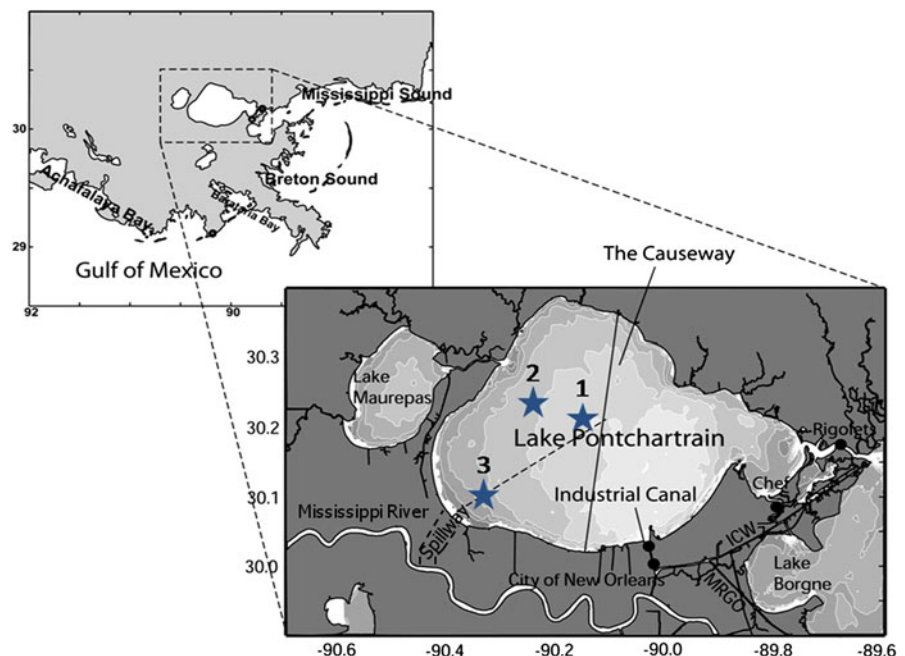 Mississippi Sound
30
Breton Sound
Achafalaya Bay
Barataria Bay
29
Gulf of Mexico
92
90
The Causeway
30.3
30.2
30.1
30.0
Lake
Maurepas
2
1
3
Lake Pontchartrain
Rigolets
Chef
Industrial Canal
Mississippi River
Spillway
ICW
City of New Orleans
MRGO
Lake
Borgne
-90.6
-90.4
-90.2
-90.0
-89.8
-89.6